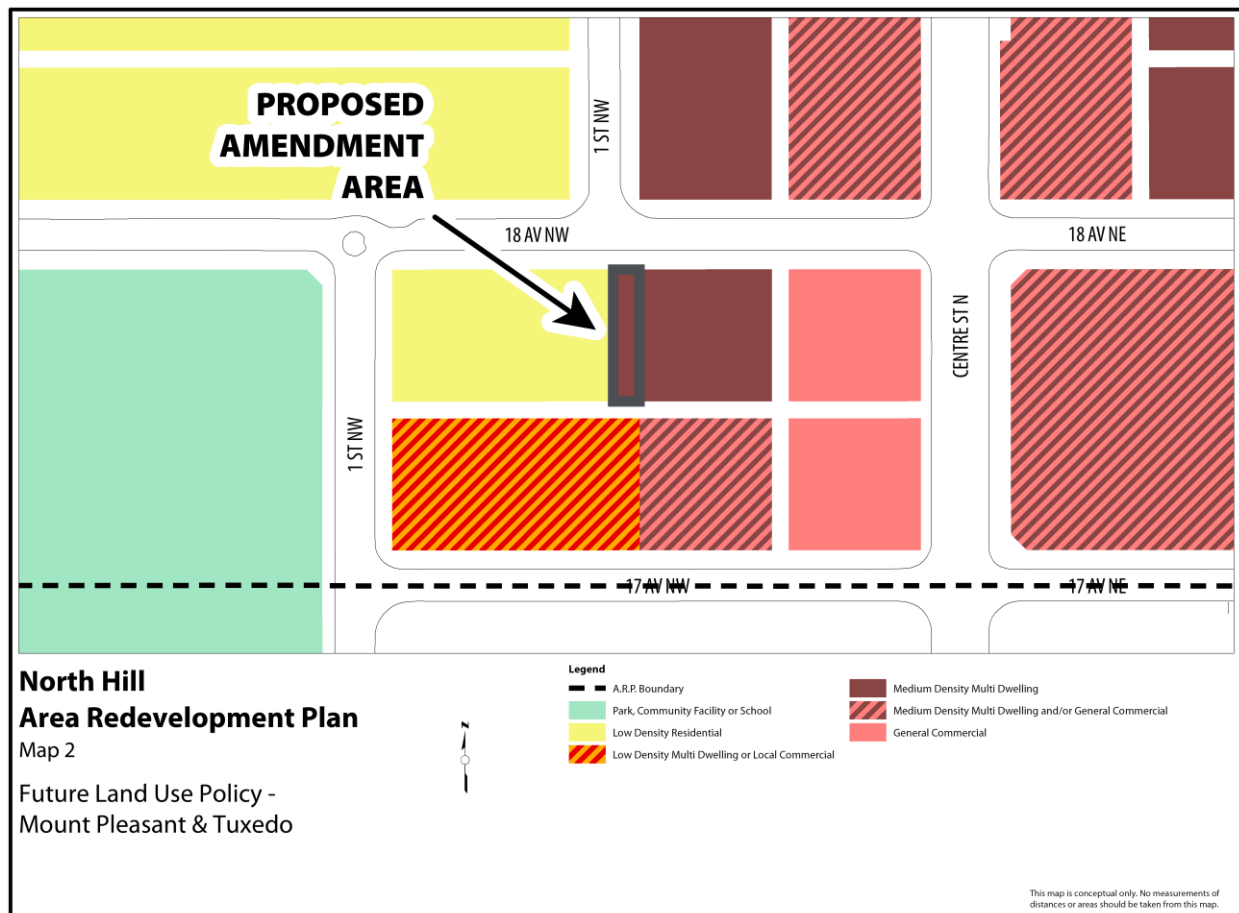 PROPOSED
AMENDMENT
AREA
1 ST NW
18 AV NW
18 AV NE
CENTRE ST N
1 ST NW
17 AV NW
17 AV NE
North Hill
Area Redevelopment Plan
Map 2
Future Land Use Policy -
Mount Pleasant & Tuxedo
N
Legend
A.R.P. Boundary
Park, Community Facility or School
Low Density Residential
Low Density Multi Dwelling or Local Commercial
Medium Density Multi Dwelling
Medium Density Multi Dwelling and/or General Commercial
General Commercial
This map is conceptual only. No measurements of
distances or areas should be taken from this map.